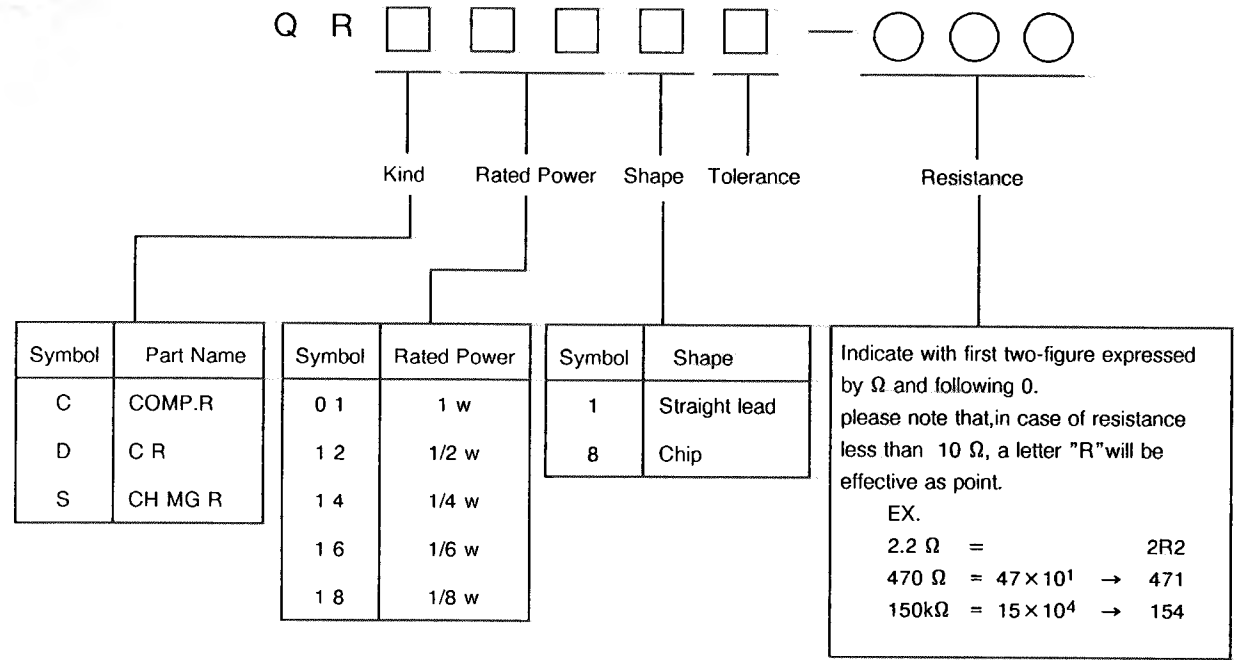 Q R □ □ □ □ □ — ○ ○ ○
Kind Rated Power Shape Tolerance Resistance
Symbol Part Name
C COMP.R
D C R
S CH MG R
Symbol Rated Power
0 1 1 w
1 2 1/2 w
1 4 1/4 w
1 6 1/6 w
1 8 1/8 w
Symbol Shape
1 Straight lead
8 Chip
Indicate with first two-figure expressed
by Ω and following 0.
please note that,in case of resistance
less than 10 Ω, a letter "R"will be
effective as point.
EX.
2.2 Ω = 2R2
470 Ω = 47×10¹ → 471
150kΩ = 15×10⁴ → 154